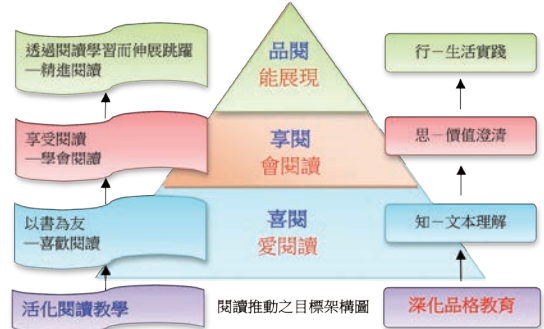 透過閱讀學習而伸展跳躍
—精進閱讀
品閱
能展現
行－生活實踐
享受閱讀
—學會閱讀
享閱
會閱讀
思－價值澄清
以書為友
—喜歡閱讀
喜閱
愛閱讀
知－文本理解
活化閱讀教學
閱讀推動之目標架構圖
深化品格教育